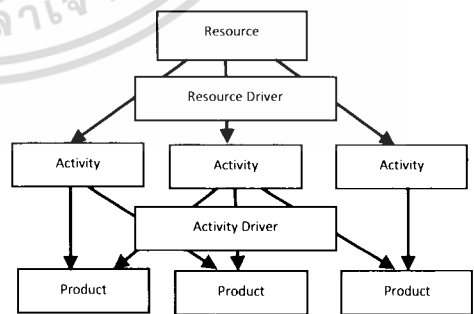 Resource
Resource Driver
Activity
Activity
Activity
Activity Driver
Product
Product
Product